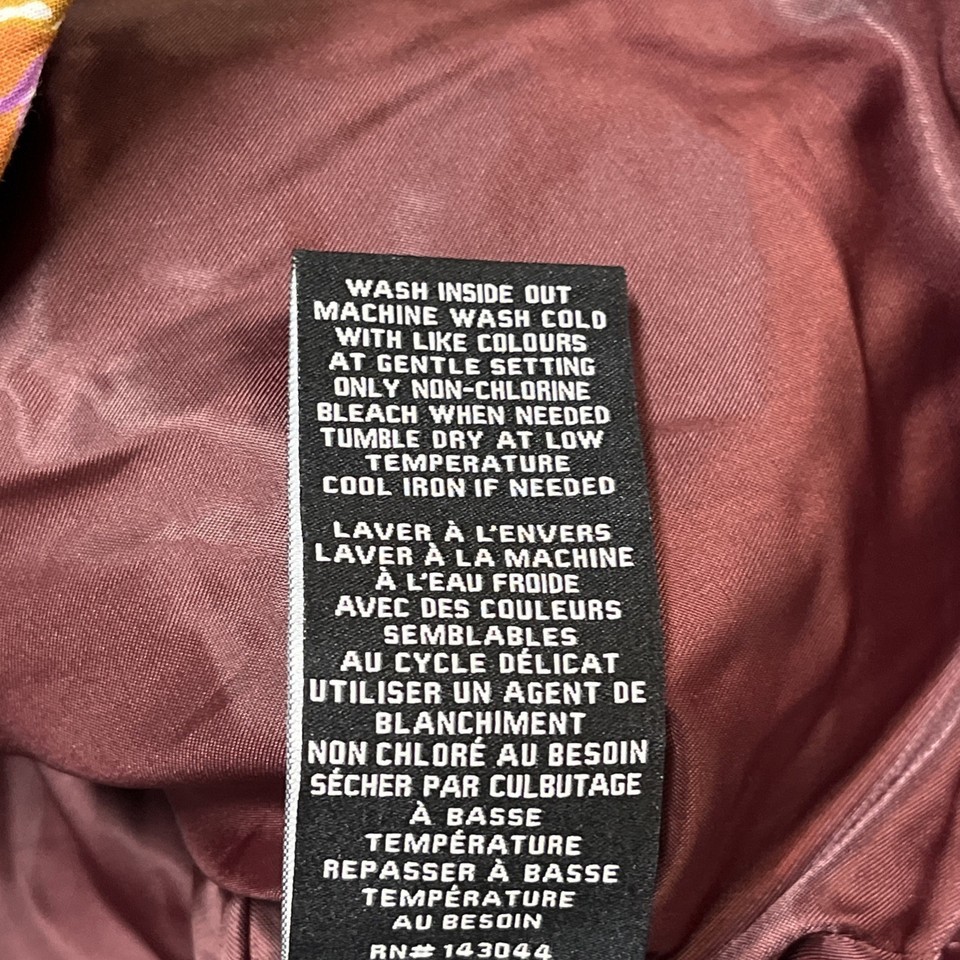 WASH INSIDE OUT
MACHINE WASH COLD
WITH LIKE COLOURS
AT GENTLE SETTING
ONLY NON-CHLORINE
BLEACH WHEN NEEDED
TUMBLE DRY AT LOW
TEMPERATURE
COOL IRON IF NEEDED
LAVER À L'ENVERS
LAVER À LA MACHINE
À L'EAU FROIDE
AVEC DES COULEURS
SEMBLABLES
AU CYCLE DÉLICAT
UTILISER UN AGENT DE
BLANCHIMENT
NON CHLORÉ AU BESOIN
SÉCHER PAR CULBUTAGE
À BASSE
TEMPÉRATURE
REPASSER À BASSE
TEMPÉRATURE
AU BESOIN
RN# 143044